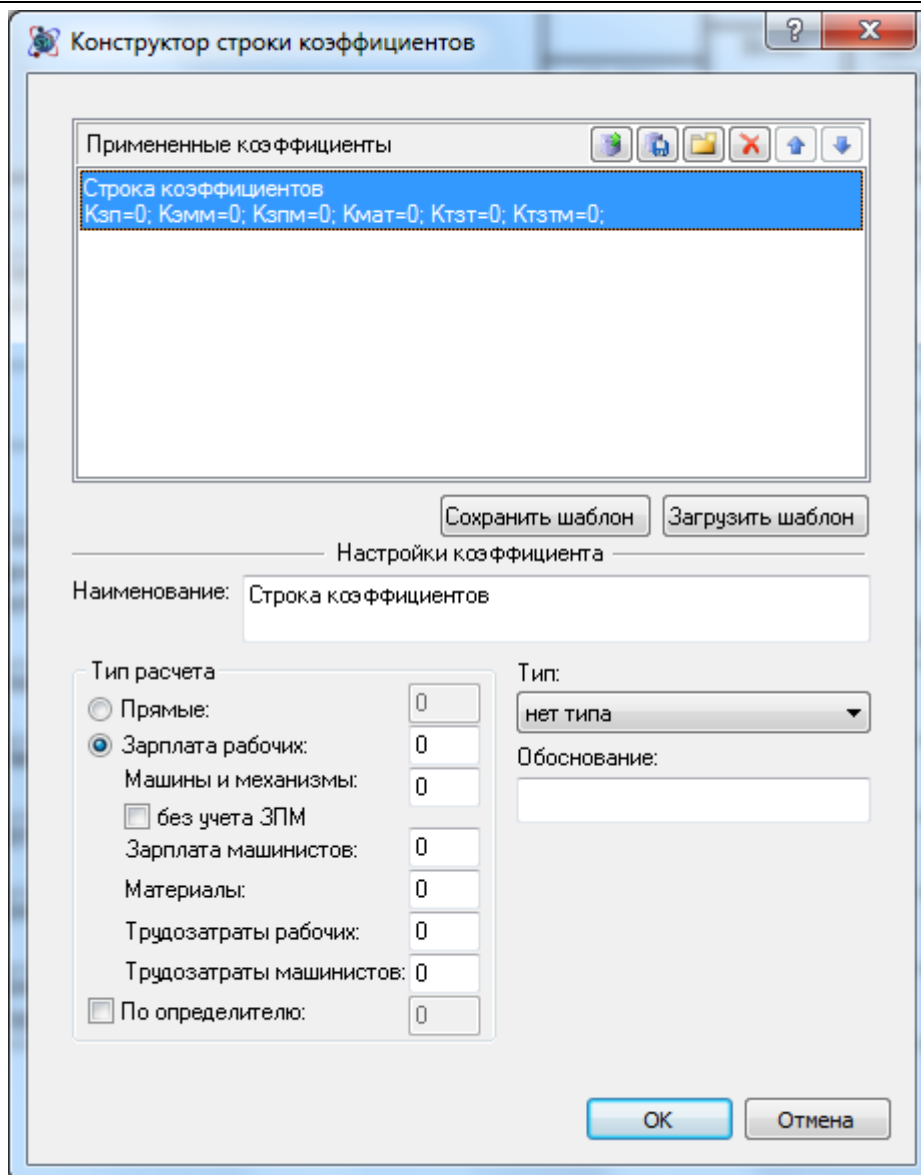 Конструктор строки коэффициентов
?
Примененные коэффициенты
Строка коэффициентов
Кзп=0; Кэмм=0; Кзпм=0; Кмат=0; Ктзт=0; Ктзтм=0;
Сохранить шаблон
Загрузить шаблон
Настройки коэффициента
Наименование:
Строка коэффициентов
Тип расчета
Прямые: 0
Зарплата рабочих: 0
Машины и механизмы: 0
без учета ЗПМ
Зарплата машинистов: 0
Материалы: 0
Трудозатраты рабочих: 0
Трудозатраты машинистов: 0
По определителю: 0
Тип:
нет типа
Обоснование:
OK
Отмена